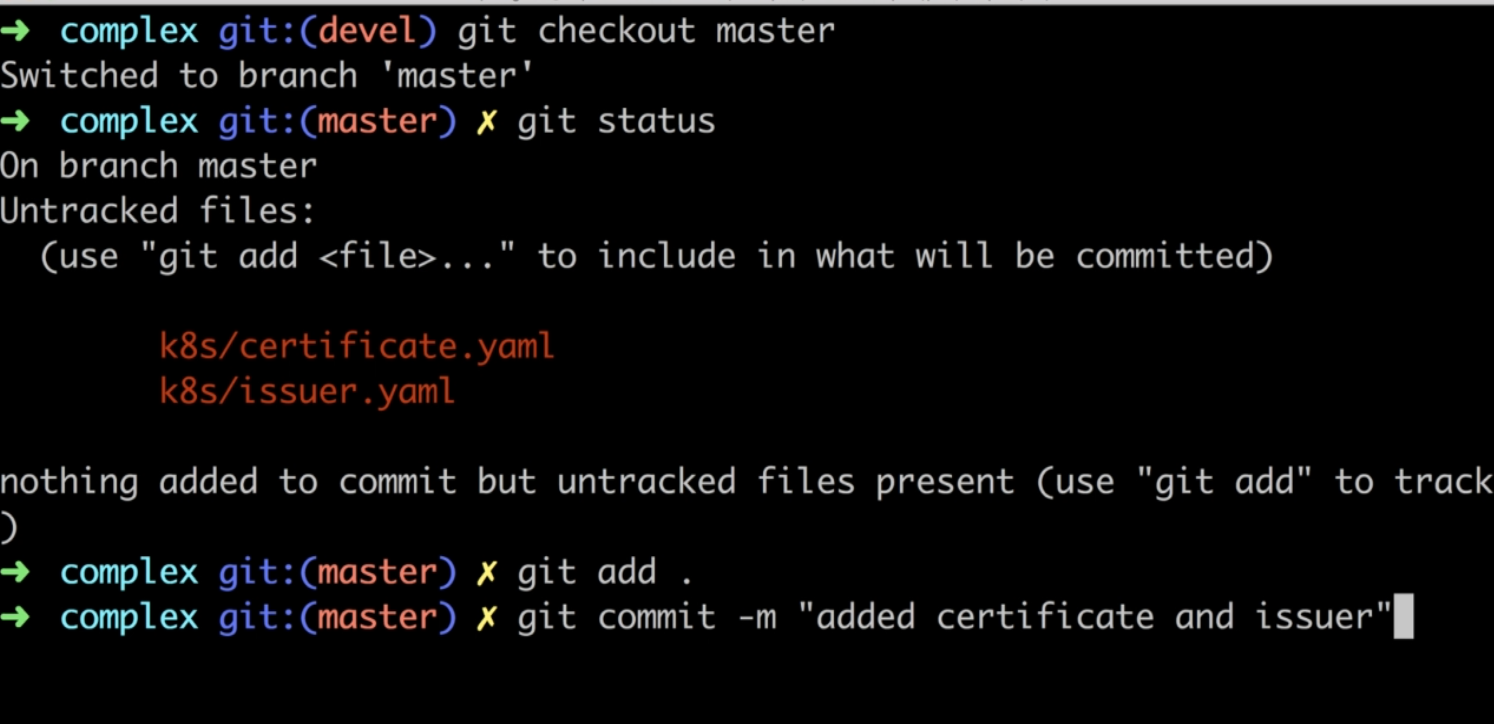 ➜ complex git:(devel) git checkout master
Switched to branch 'master'
➜ complex git:(master) ✗ git status
On branch master
Untracked files:
  (use "git add <file>..." to include in what will be committed)
        k8s/certificate.yaml
        k8s/issuer.yaml
nothing added to commit but untracked files present (use "git add" to track
)
➜ complex git:(master) ✗ git add .
➜ complex git:(master) ✗ git commit -m "added certificate and issuer"